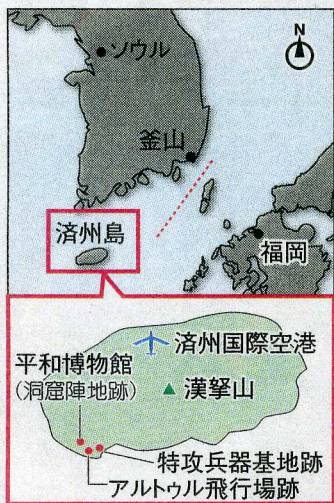 N
ソウル
釜山
済州島
福岡
済州国際空港
平和博物館
(洞窟陣地跡)
漢拏山
特攻兵器基地跡
アルトゥル飛行場跡